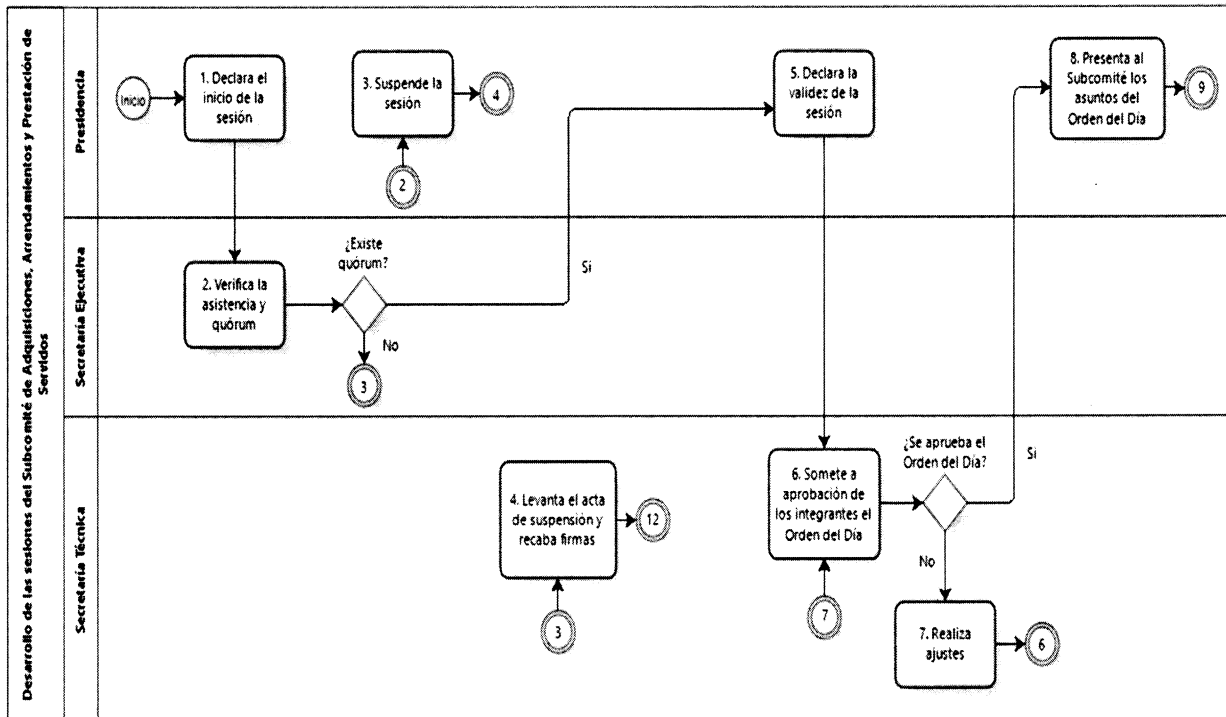 Desarrollo de las sesiones del Subcomité de Adquisiciones, Arrendamientos y Prestación de
Servidos
Presidencia
Inicio
1. Declara el
inicio de la
sesión
3. Suspende la
sesión
4
2
5. Declara la
validez de la
sesión
8. Presenta al
Subcomité los
asuntos del
Orden del Día
9
Secretaría Ejecutiva
2. Verifica la
asistencia y
quórum
¿Existe
quórum?
Si
No
3
Secretaría Técnica
4. Levanta el acta
de suspensión y
recaba firmas
12
3
6. Somete a
aprobación de
los integrantes el
Orden del Día
7
¿Se aprueba el
Orden del Día?
Si
No
7. Realiza
ajustes
6